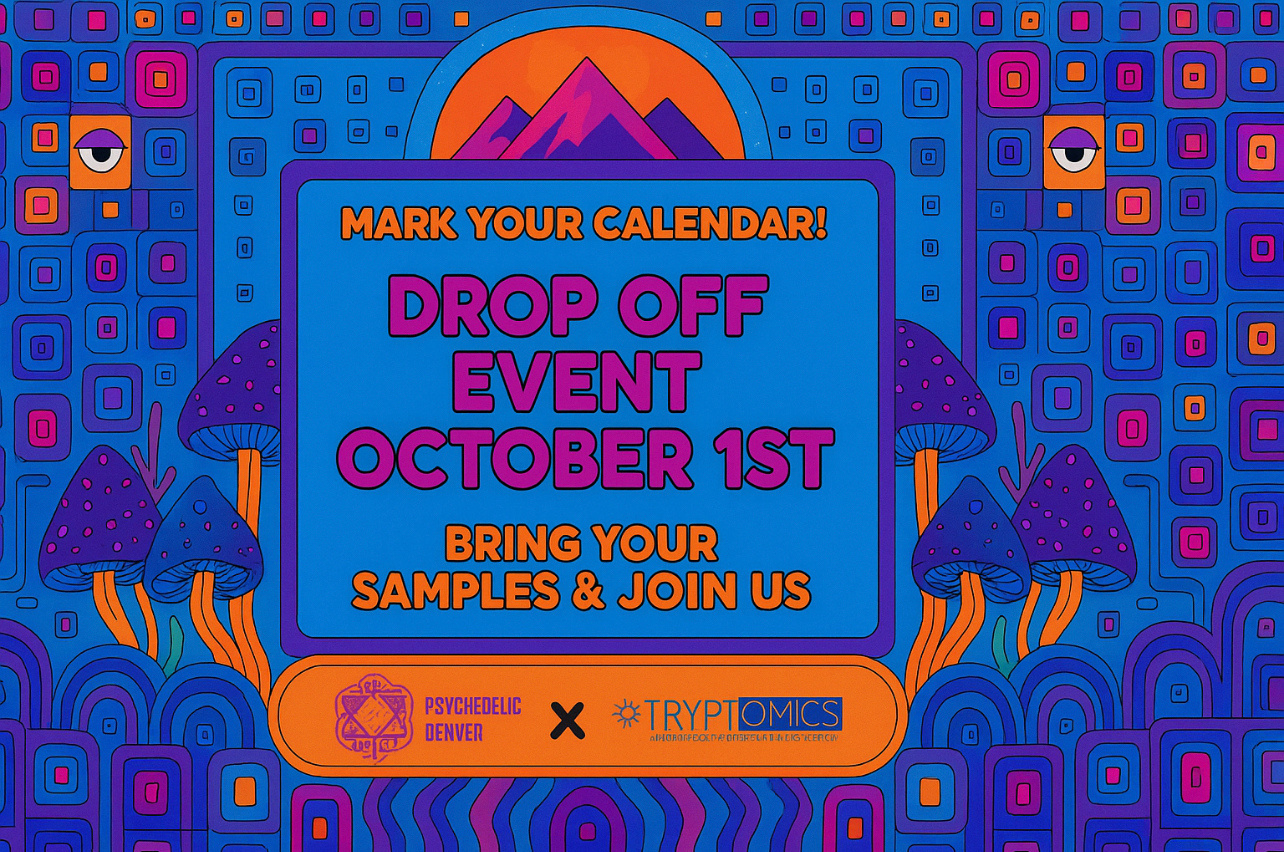 MARK YOUR CALENDAR!
DROP OFF
EVENT
OCTOBER 1ST
BRING YOUR
SAMPLES & JOIN US
PSYCHEDELIC
DENVER
X
TRYPTOMICS